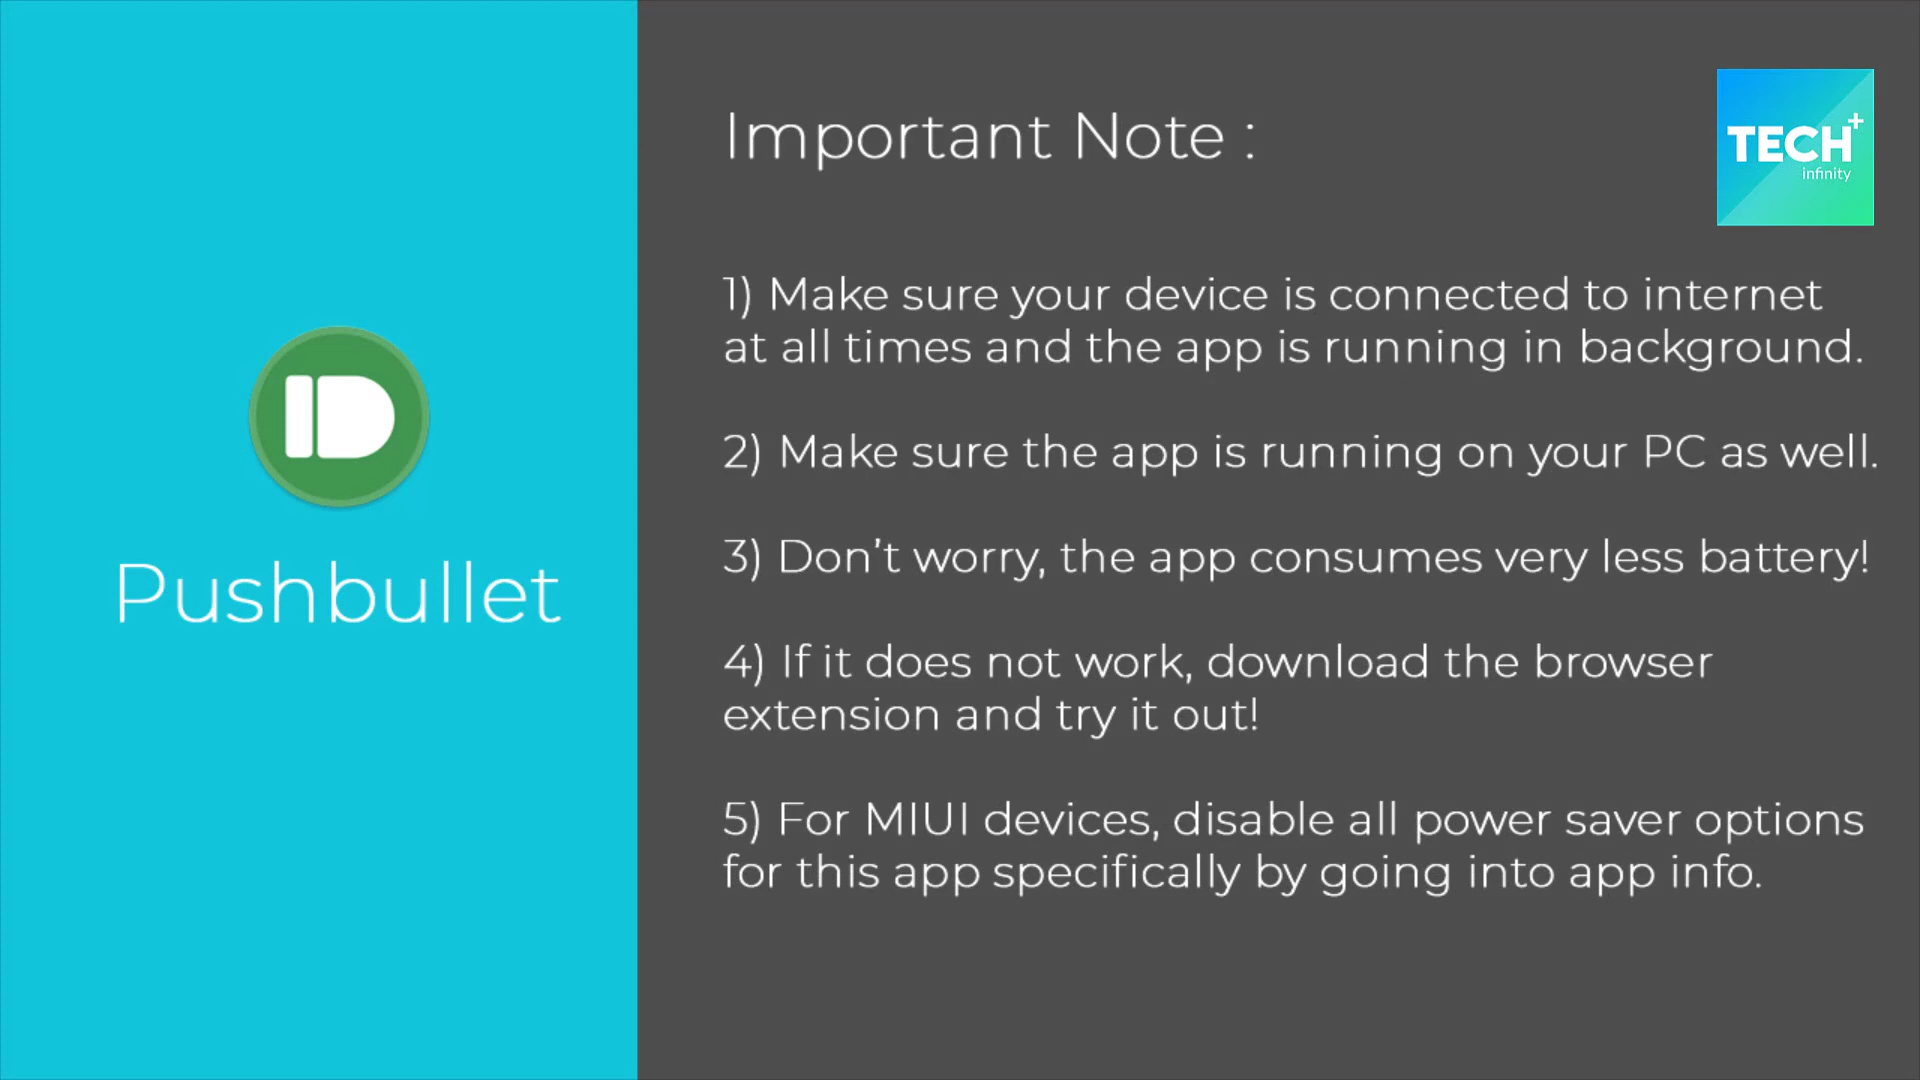 Important Note :
TECH+
infinity
1) Make sure your device is connected to internet
at all times and the app is running in background.
2) Make sure the app is running on your PC as well.
3) Don’t worry, the app consumes very less battery!
4) If it does not work, download the browser
extension and try it out!
5) For MIUI devices, disable all power saver options
for this app specifically by going into app info.
Pushbullet